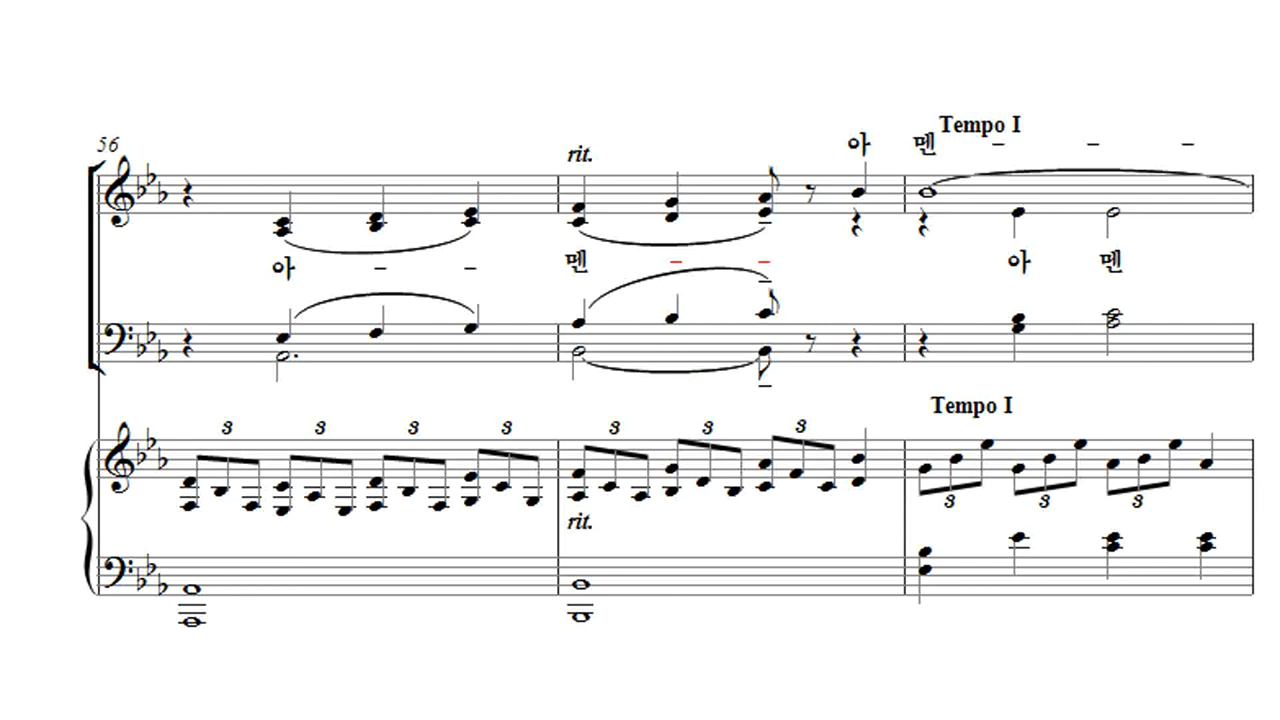 Tempo I
56
rit.
아 멘 - - -
아 - - 멘 - - 아 멘
Tempo I
3 3 3 3 3 3 3
3 3 3
rit.